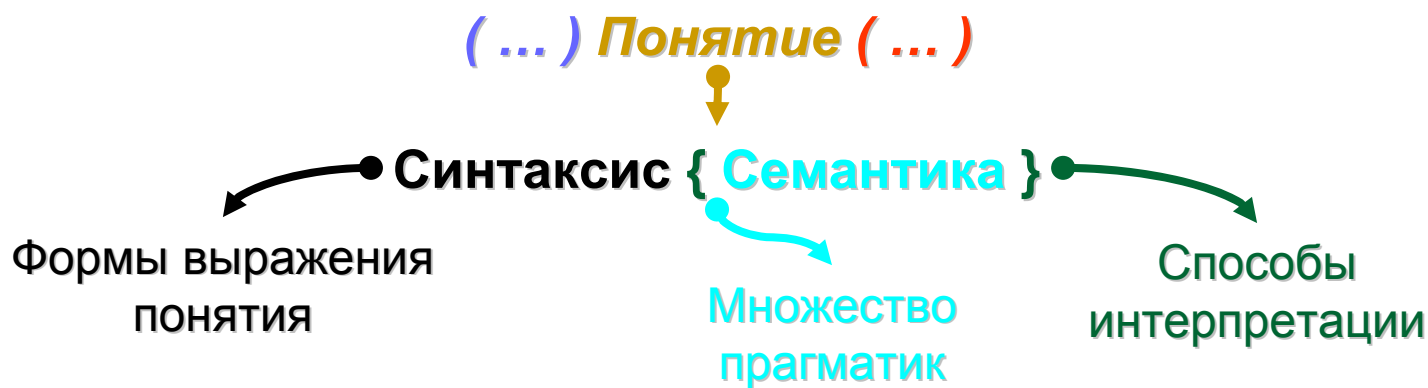 ( ... ) Понятие ( ... )
Синтаксис { Семантика }
Формы выражения
понятия
Множество
прагматик
Способы
интерпретации